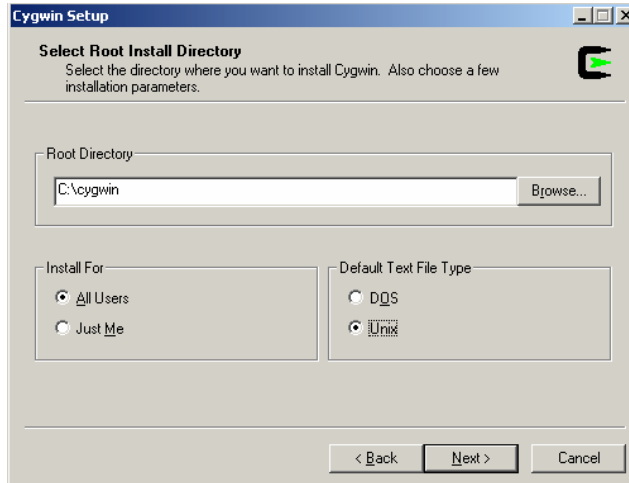 Cygwin Setup
Select Root Install Directory
Select the directory where you want to install Cygwin. Also choose a few
installation parameters.
Root Directory
C:\cygwin
Browse...
Install For
All Users
Just Me
Default Text File Type
DOS
Unix
< Back
Next >
Cancel